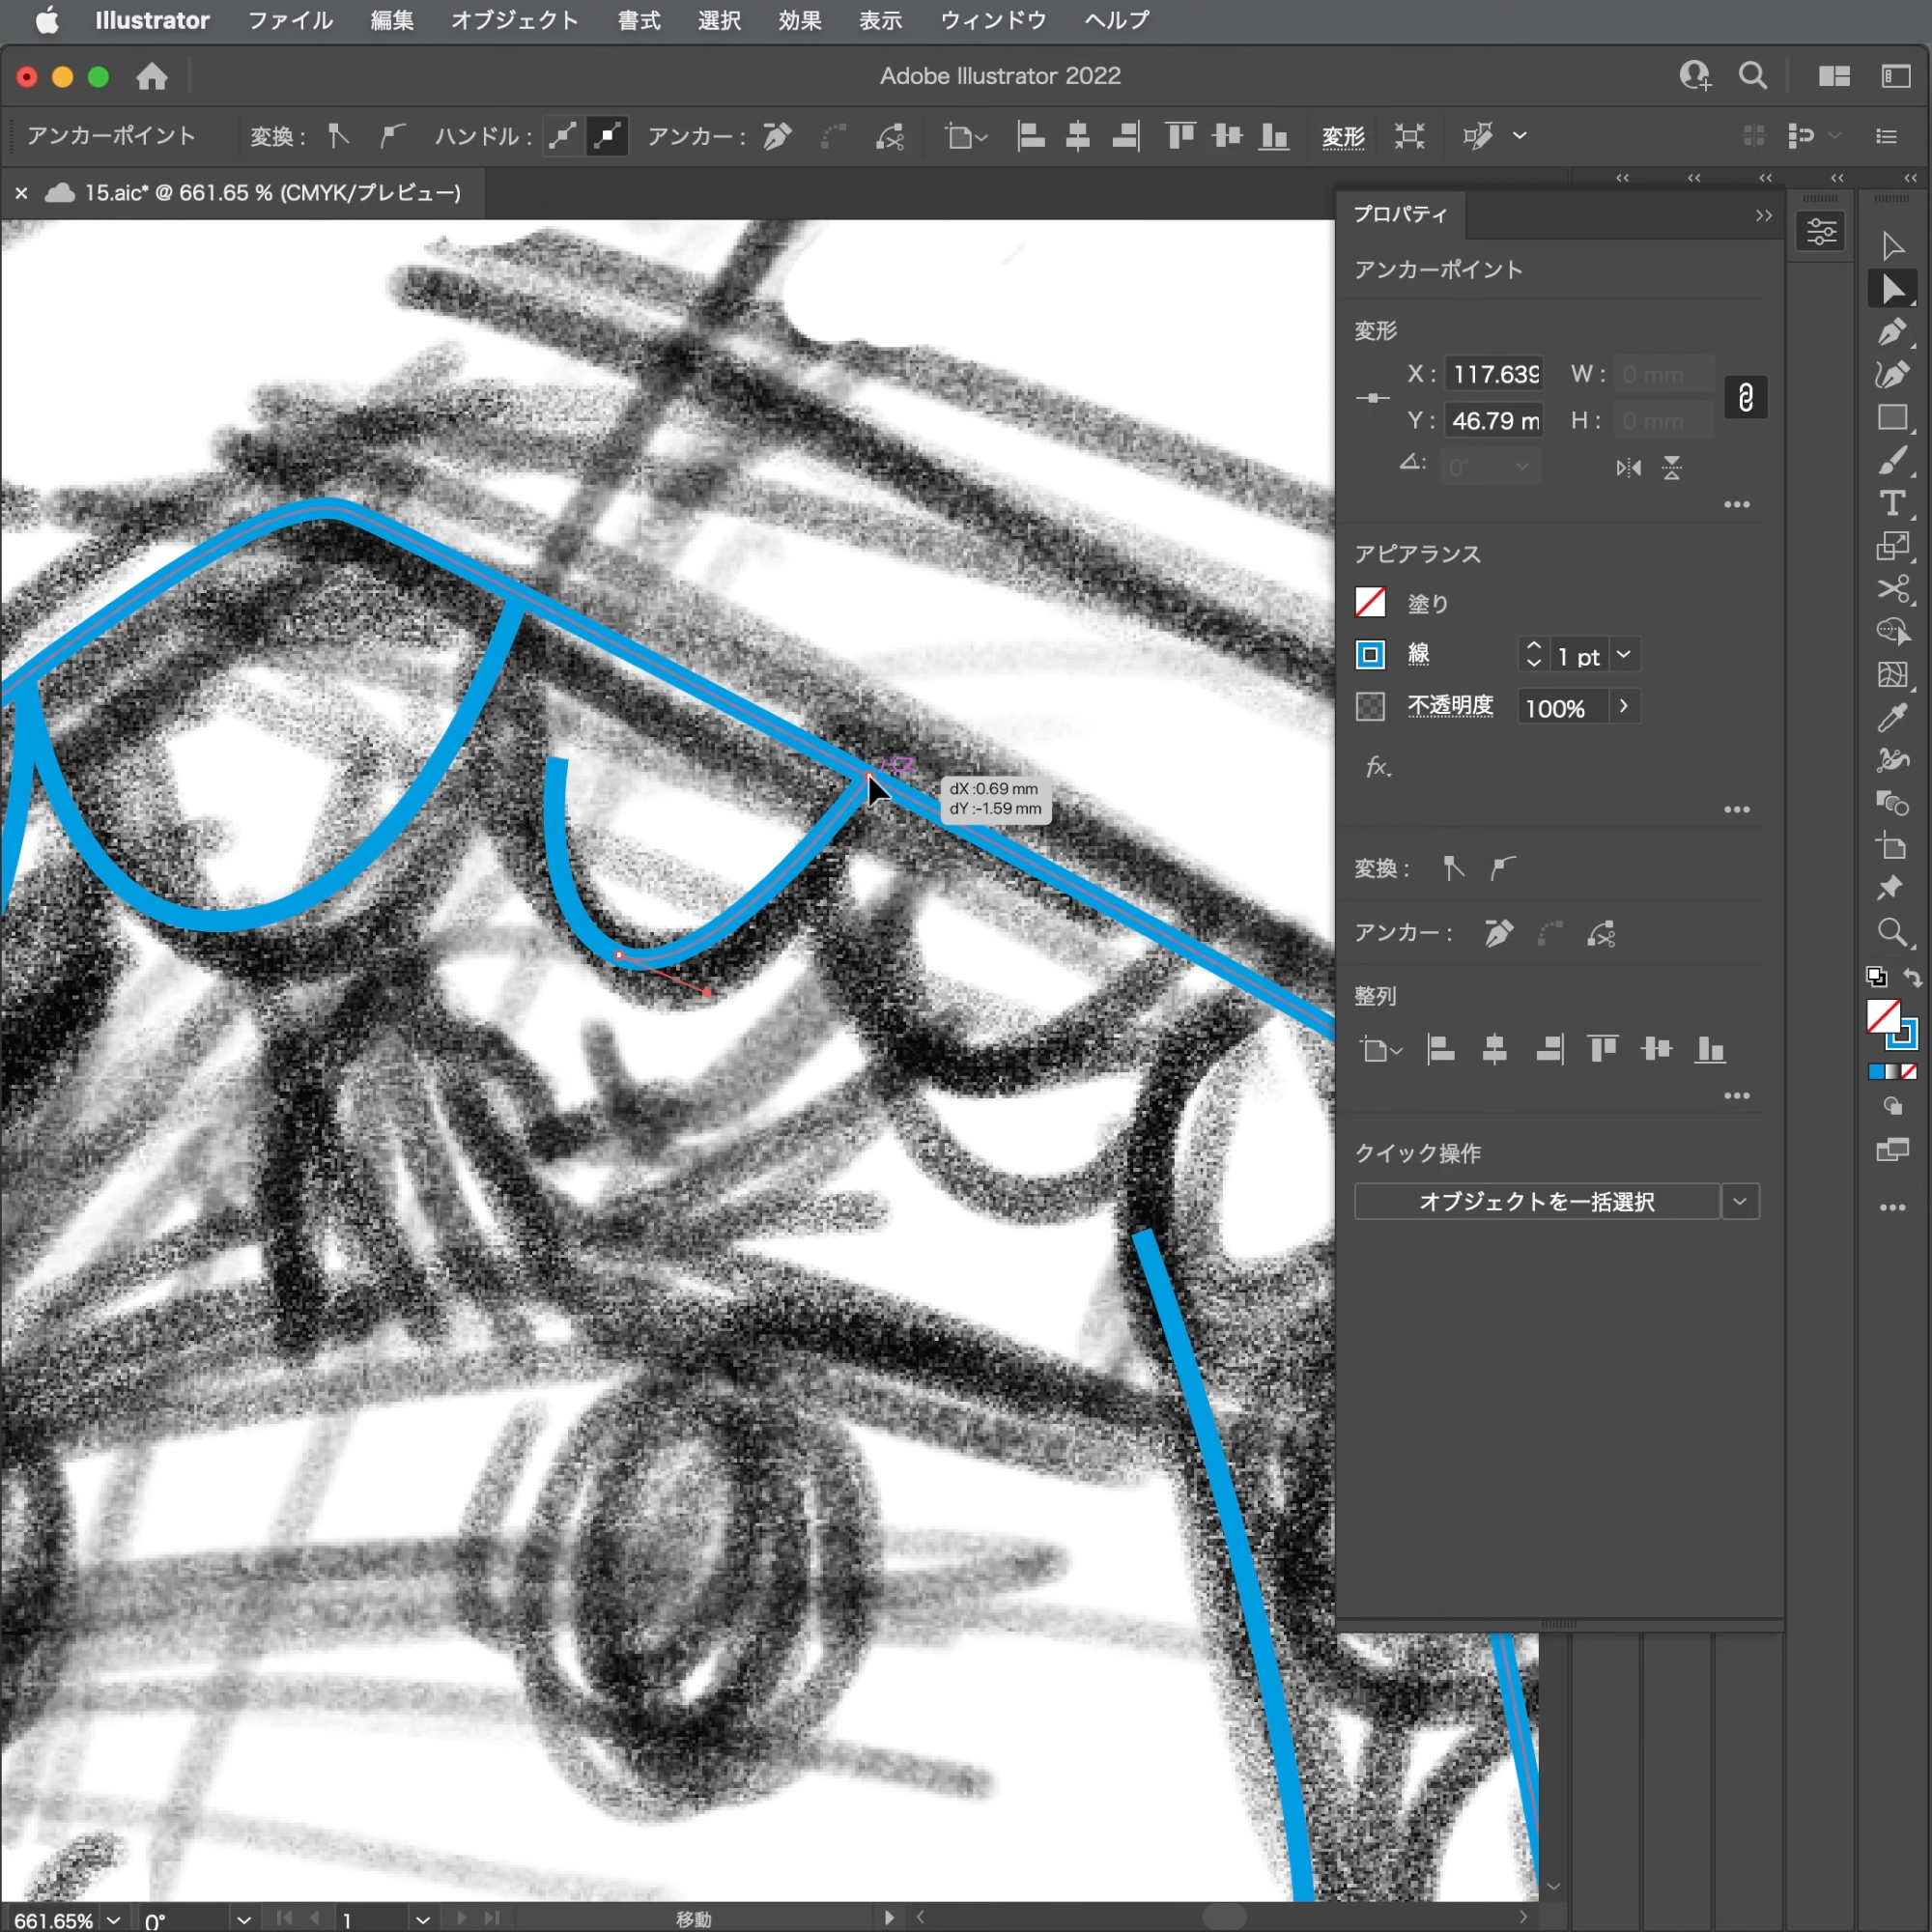 Illustrator ファイル 編集 オブジェクト 書式 選択 効果 表示 ウィンドウ ヘルプ
Adobe Illustrator 2022
アンカーポイント 変換： ハンドル： アンカー： 変形
× 15.aic* @ 661.65 % (CMYK/プレビュー)
プロパティ
アンカーポイント
変形
X： 117.639 W： 0 mm
Y： 46.79 m H： 0 mm
0°
アピアランス
塗り
線 1 pt
不透明度 100%
fx.
dX :0.69 mm
dY :-1.59 mm
変換：
アンカー：
整列
クイック操作
オブジェクトを一括選択
661.65% 0° 1 移動